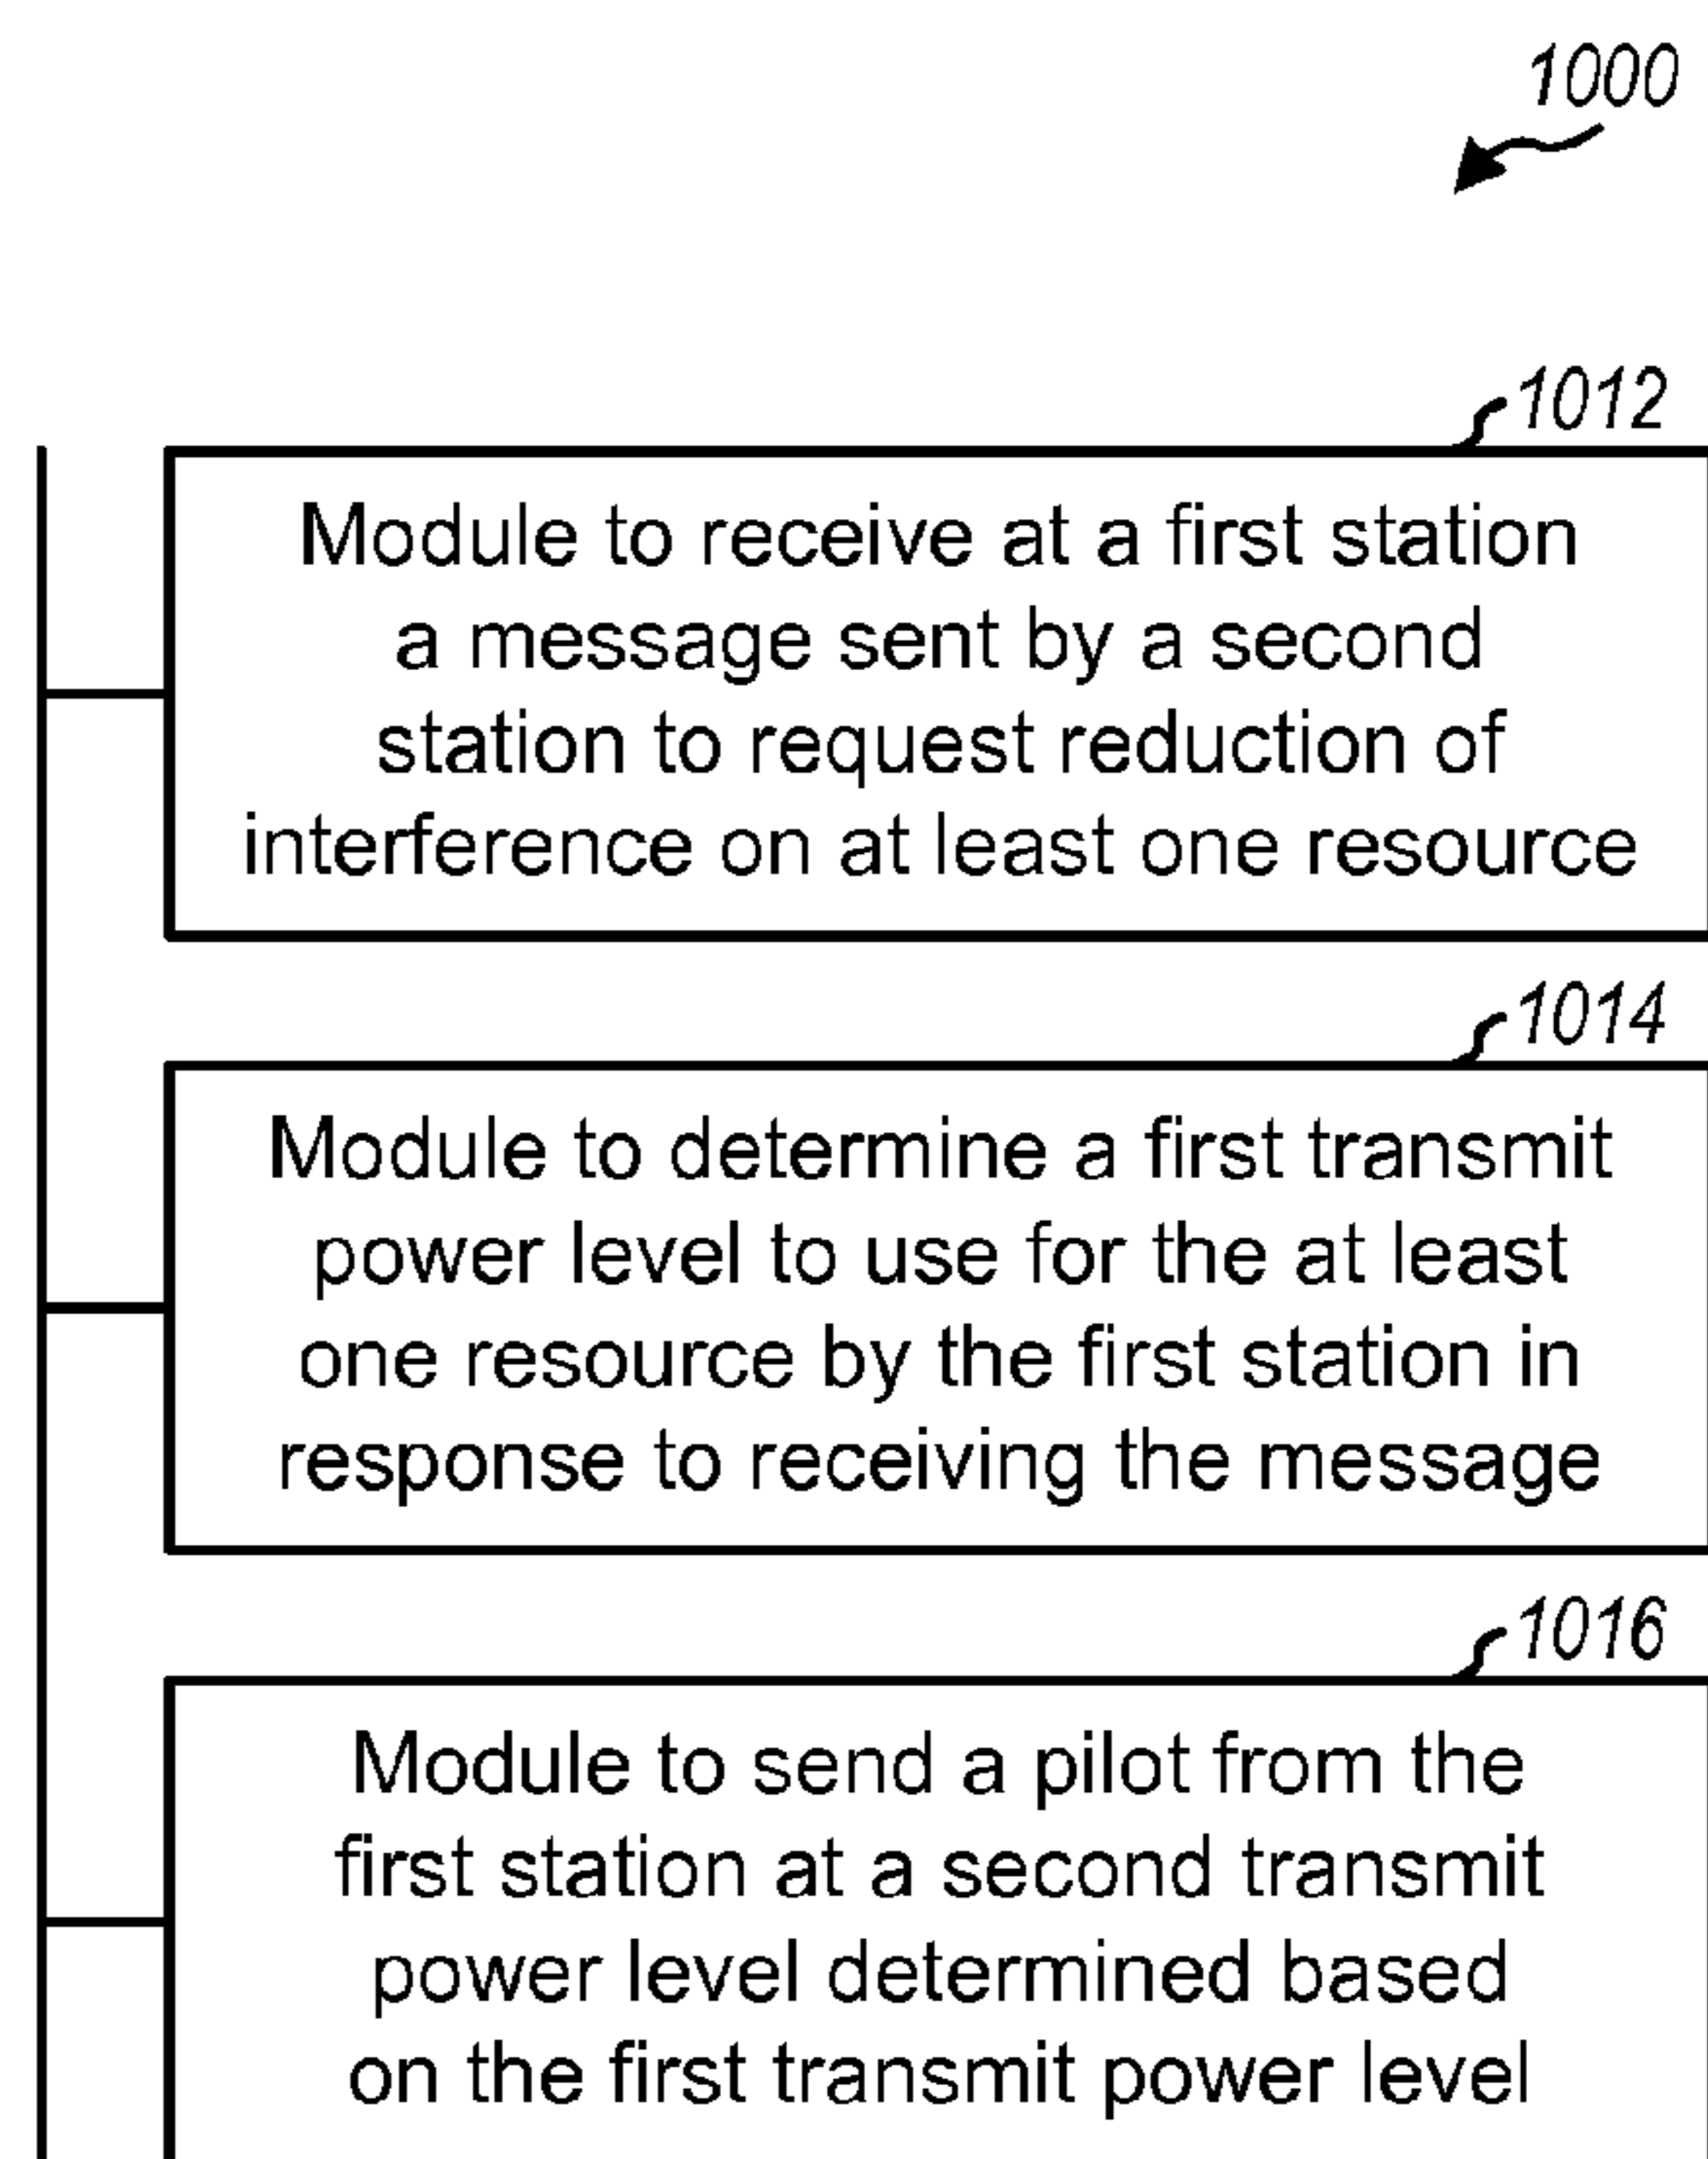 1000
1012
Module to receive at a first station
a message sent by a second
station to request reduction of
interference on at least one resource
1014
Module to determine a first transmit
power level to use for the at least
one resource by the first station in
response to receiving the message
1016
Module to send a pilot from the
first station at a second transmit
power level determined based
on the first transmit power level